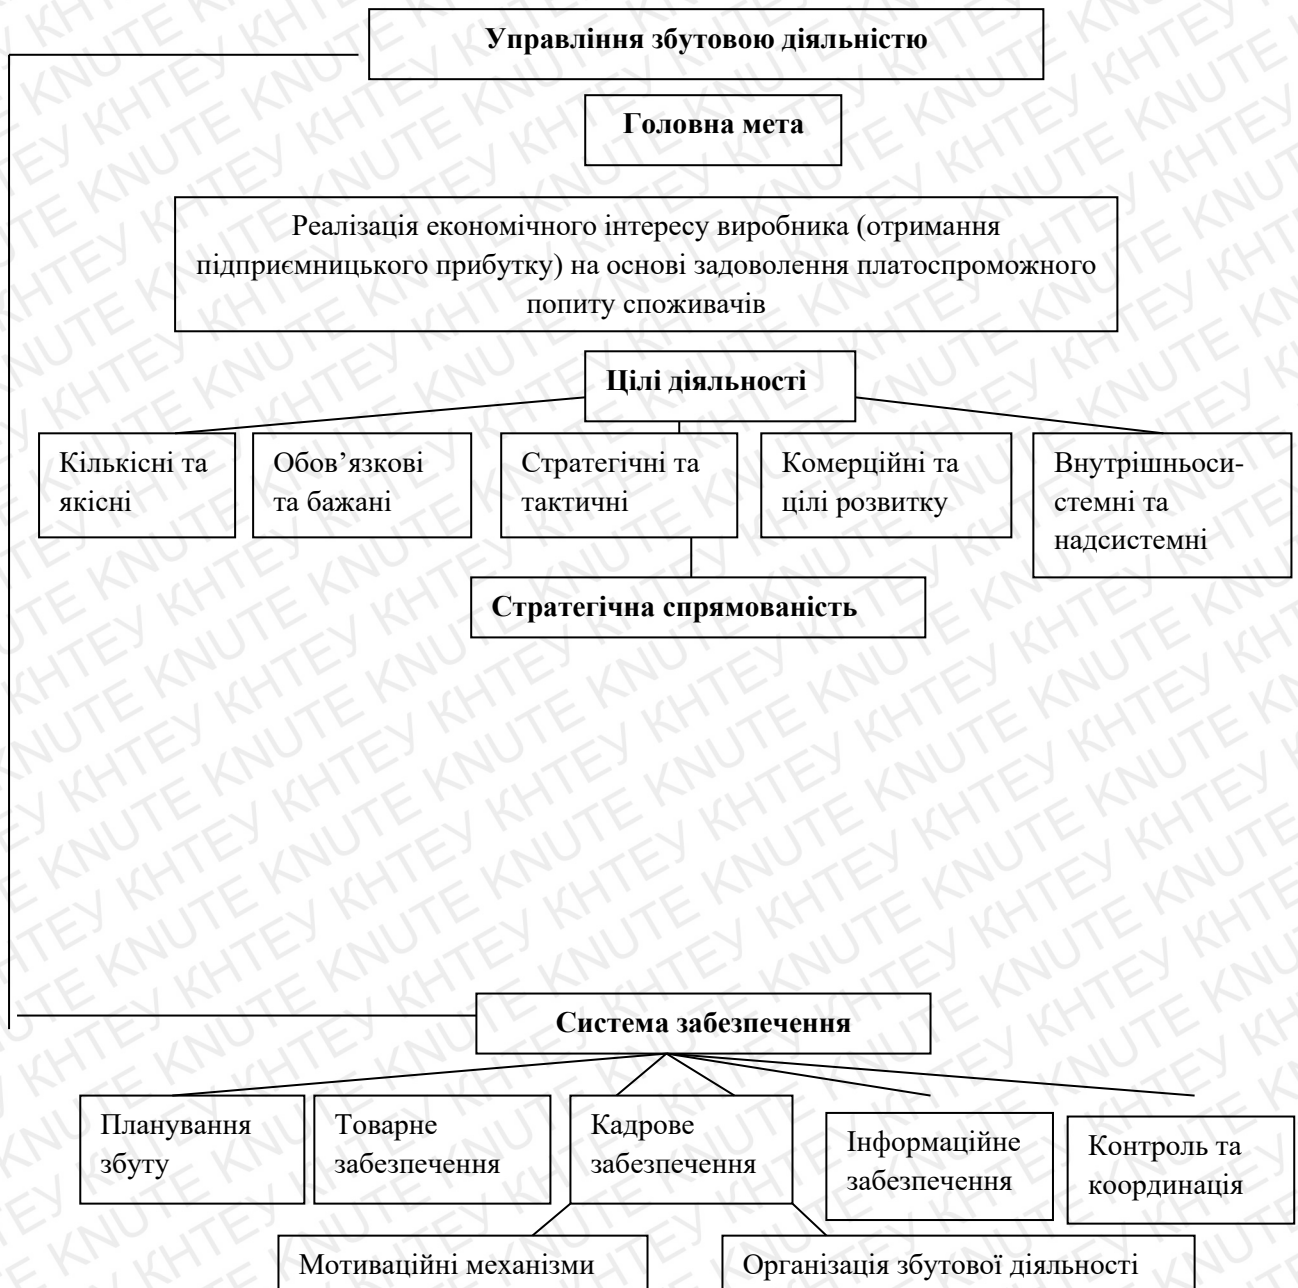 Управління збутовою діяльністю
Головна мета
Реалізація економічного інтересу виробника (отримання
підприємницького прибутку) на основі задоволення платоспроможного
попиту споживачів
Цілі діяльності
Кількісні та
якісні
Обов’язкові
та бажані
Стратегічні та
тактичні
Комерційні та
цілі розвитку
Внутрішньоси-
стемні та
надсистемні
Стратегічна спрямованість
Система забезпечення
Планування
збуту
Товарне
забезпечення
Кадрове
забезпечення
Інформаційне
забезпечення
Контроль та
координація
Мотиваційні механізми
Організація збутової діяльності